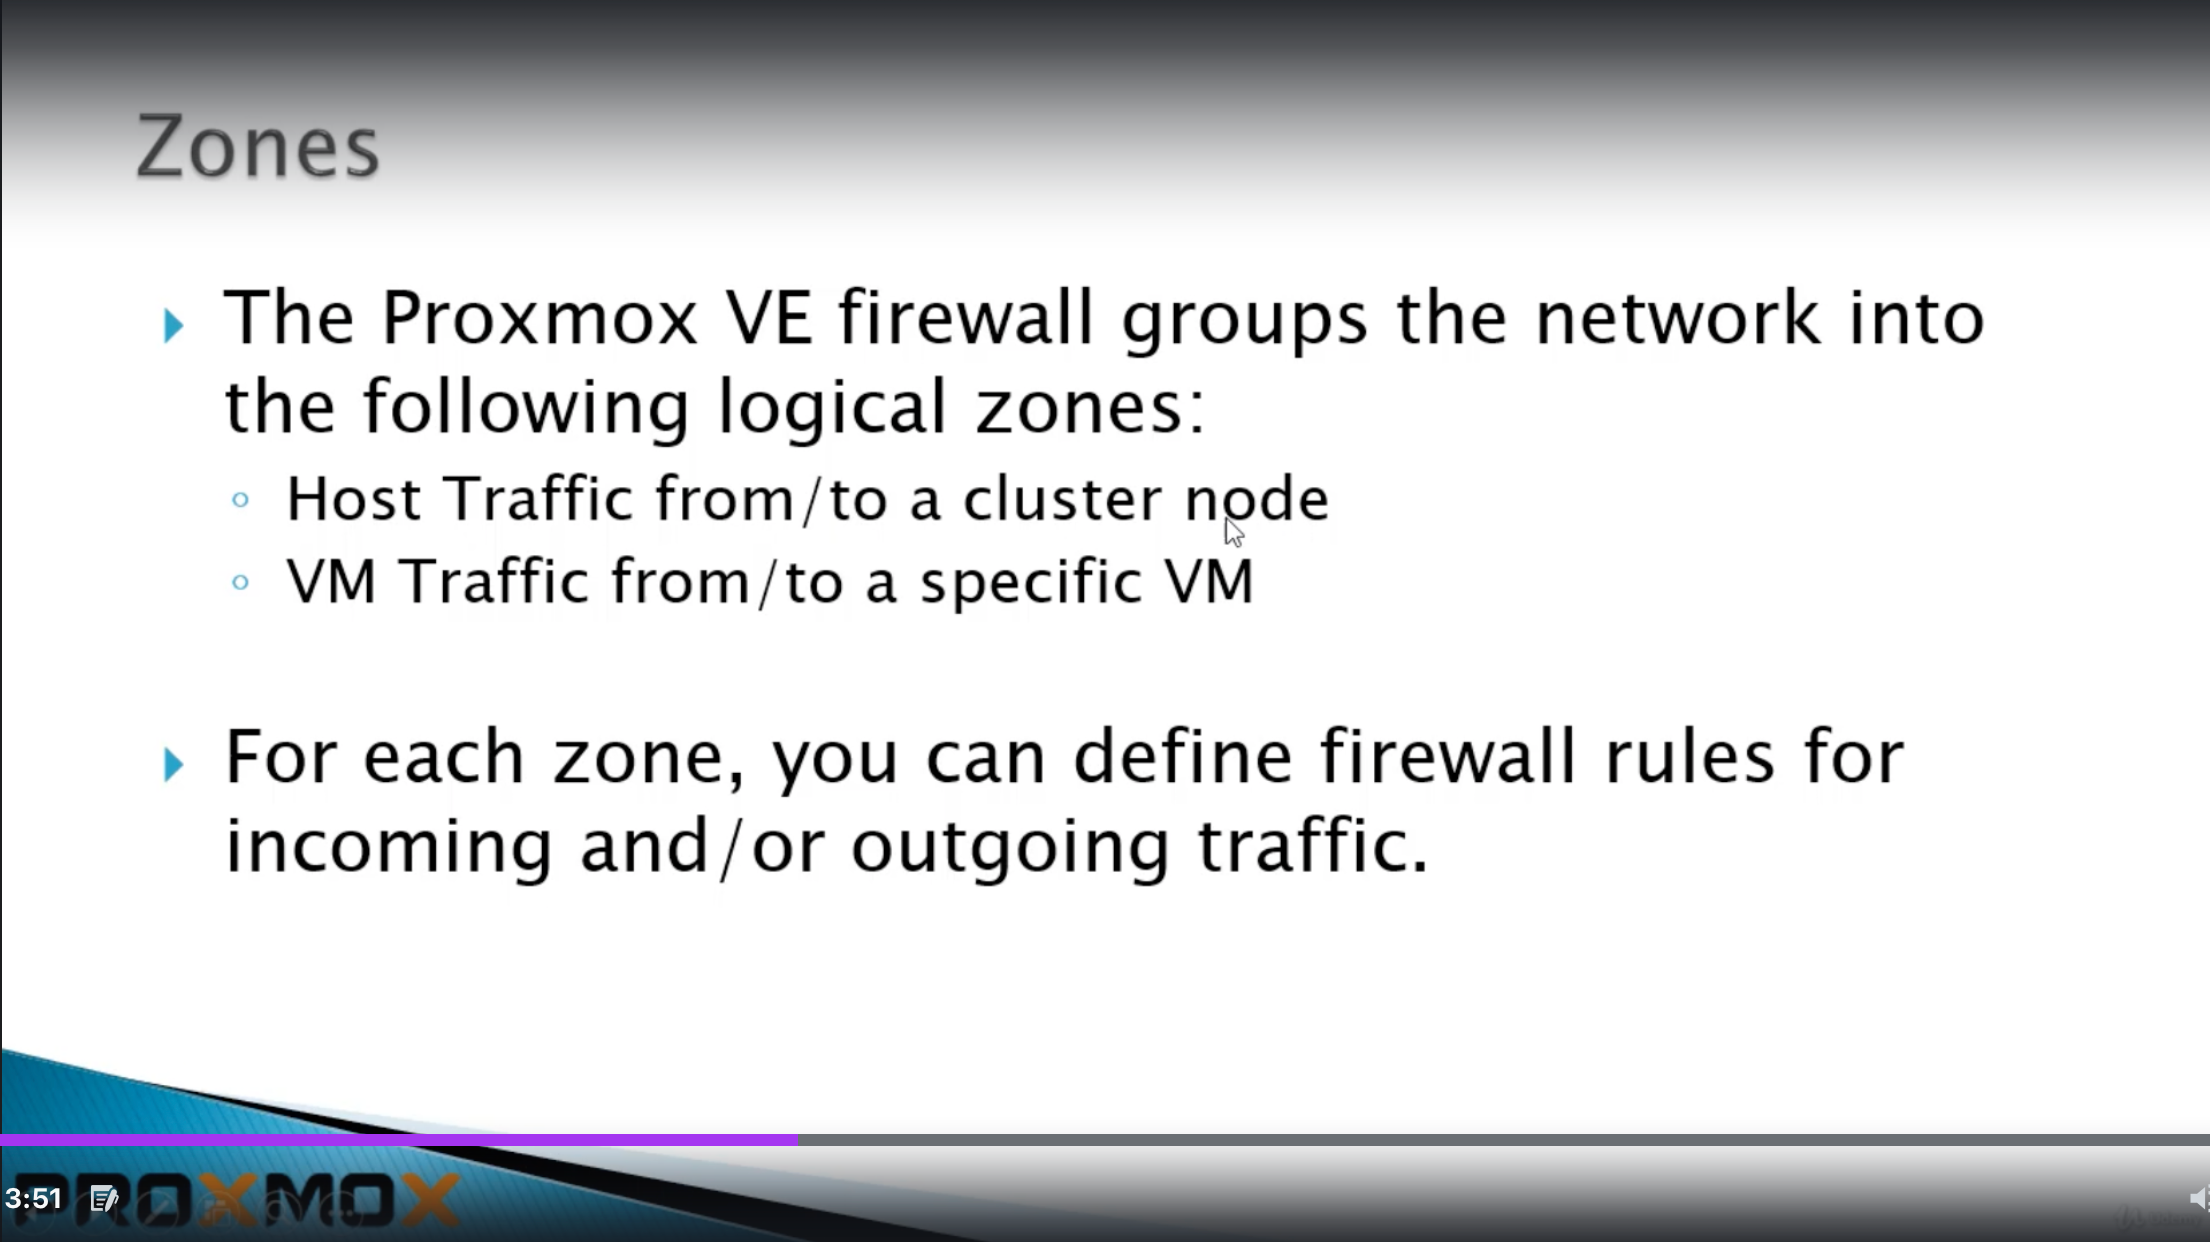 Zones
The Proxmox VE firewall groups the network into
the following logical zones:
Host Traffic from/to a cluster node
VM Traffic from/to a specific VM
For each zone, you can define firewall rules for
incoming and/or outgoing traffic.
PROXMOX
3:51